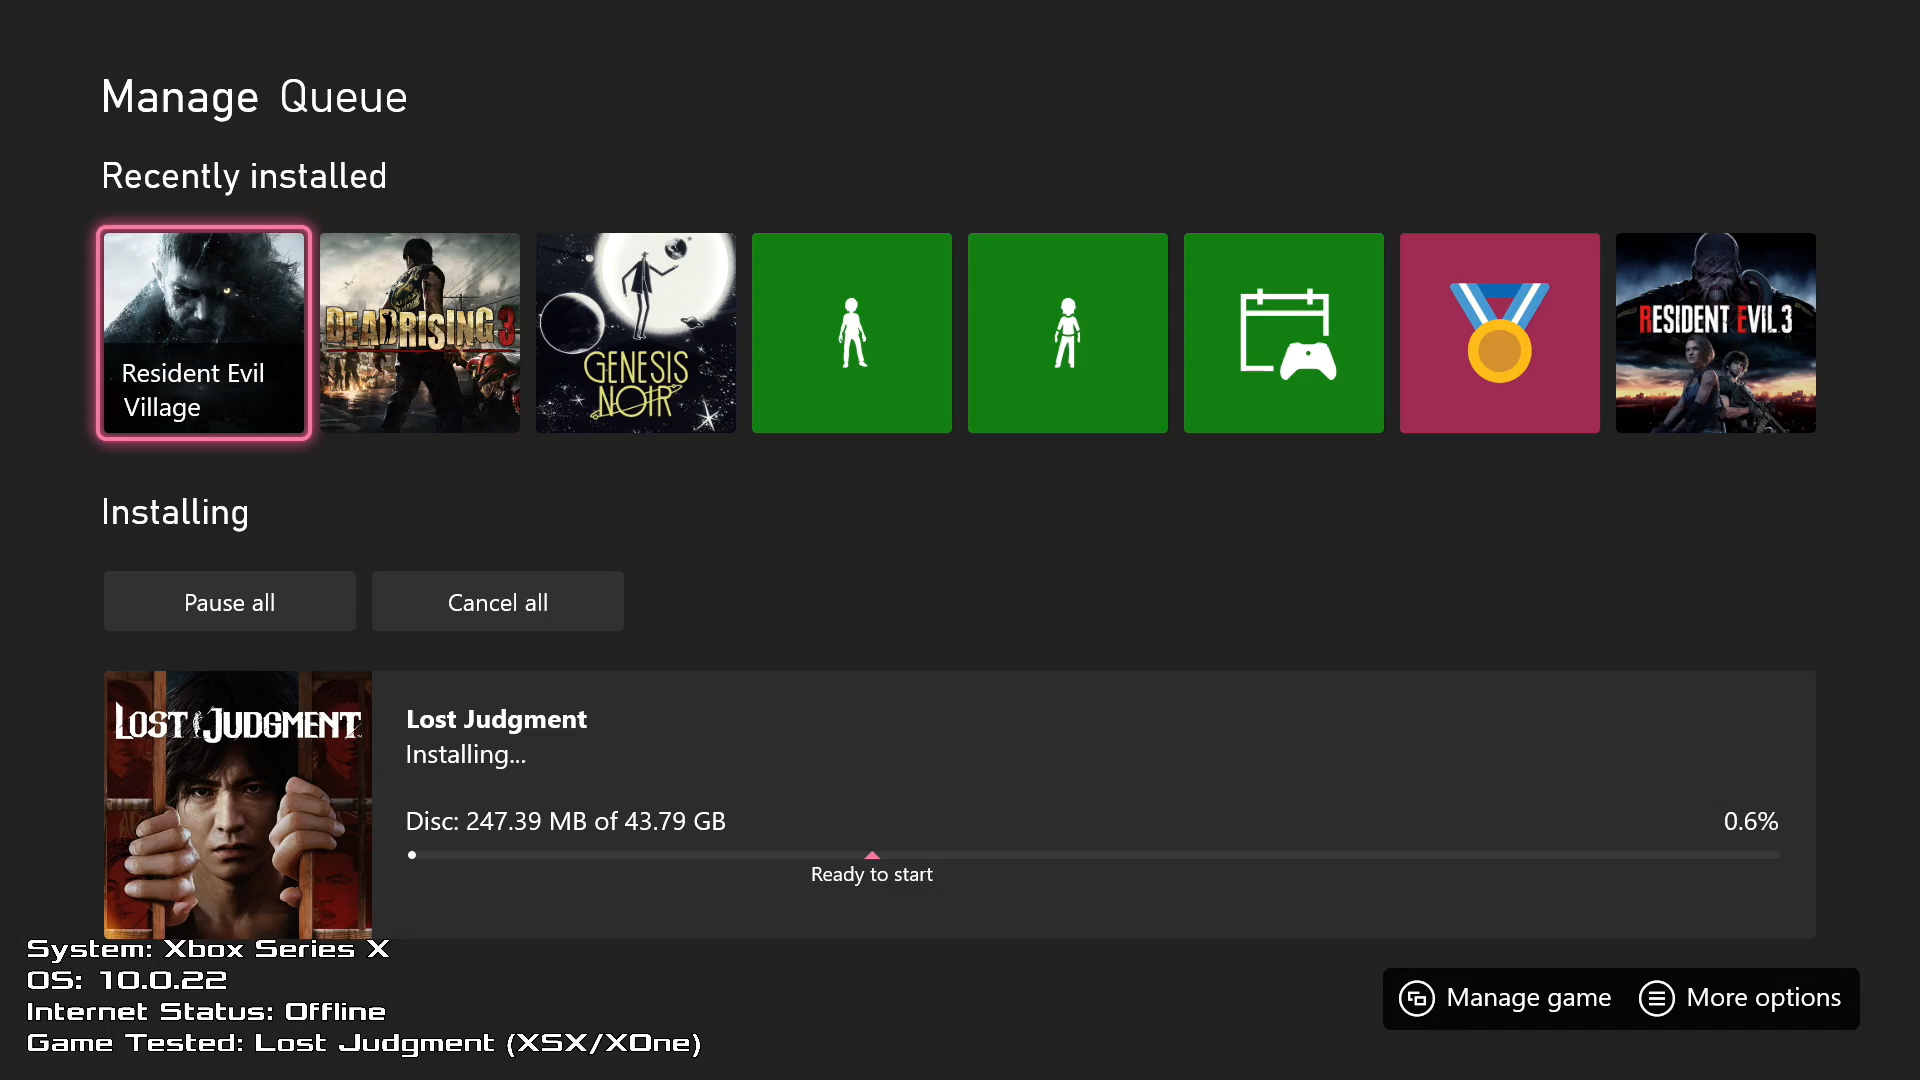 Manage Queue
Recently installed
Resident Evil
Village
DEADRISING 3
GENESIS
NOIR
RESIDENT EVIL 3
Installing
Pause all
Cancel all
LOST JUDGMENT
Lost Judgment
Installing...
Disc: 247.39 MB of 43.79 GB
0.6%
Ready to start
System: Xbox Series X
OS: 10.0.22
Internet Status: Offline
Game Tested: Lost Judgment (XSX/XOne)
Manage game
More options